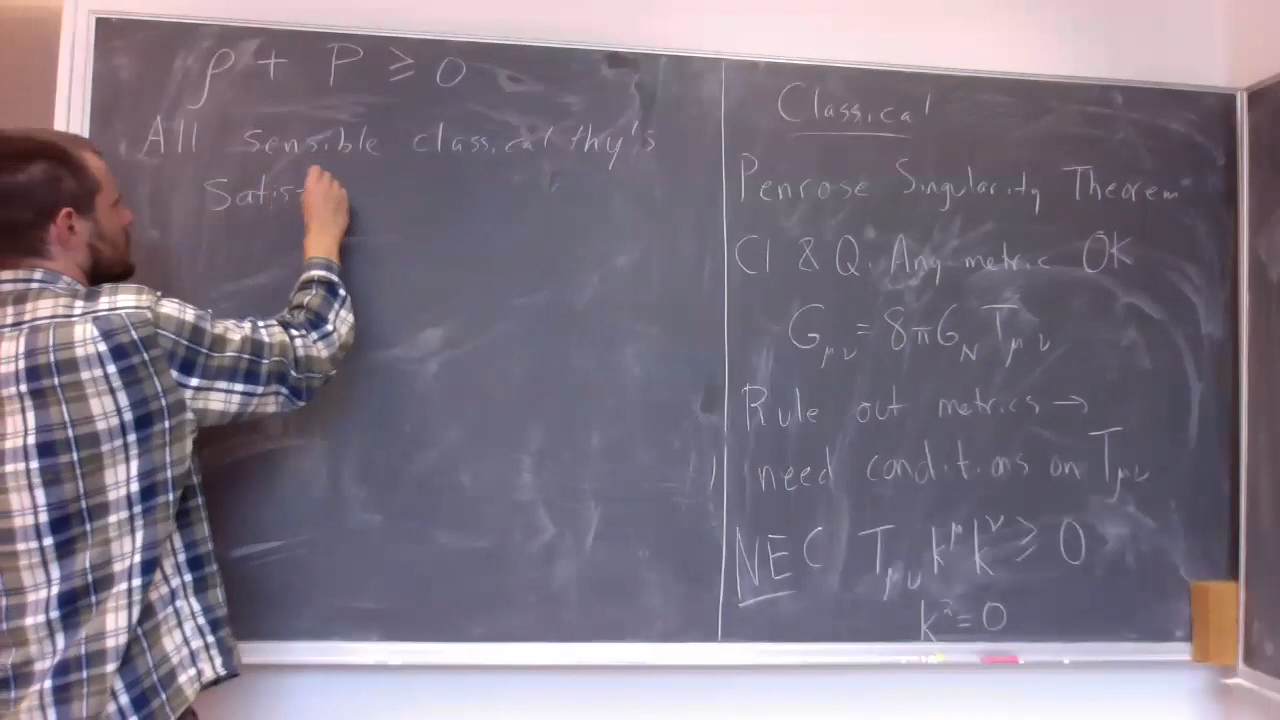 ρ + P ≥ 0
All sensible classical thy's
Satis
Classical
Penrose Singularity Theorem
Cl & Q. Any metric OK
G_μν = 8πG_N T_μν
Rule out metrics →
need conditions on T_μν
NEC T_μν k^μ k^ν ≥ 0
k² = 0